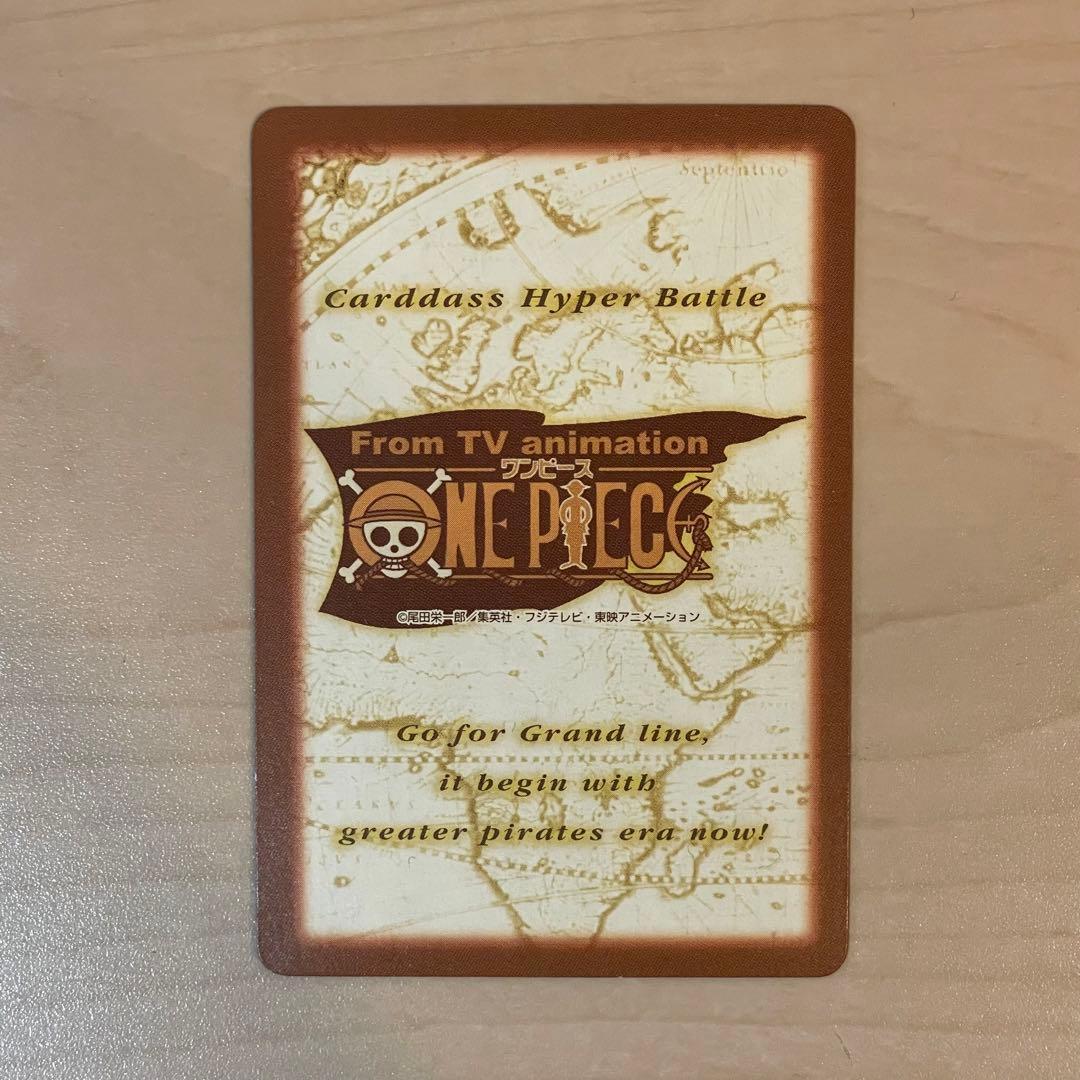 Septentrio
Carddass Hyper Battle
From TV animation
ワンピース
ONE PIECE
©尾田栄一郎／集英社・フジテレビ・東映アニメーション
Go for Grand line,
it begin with
greater pirates era now!